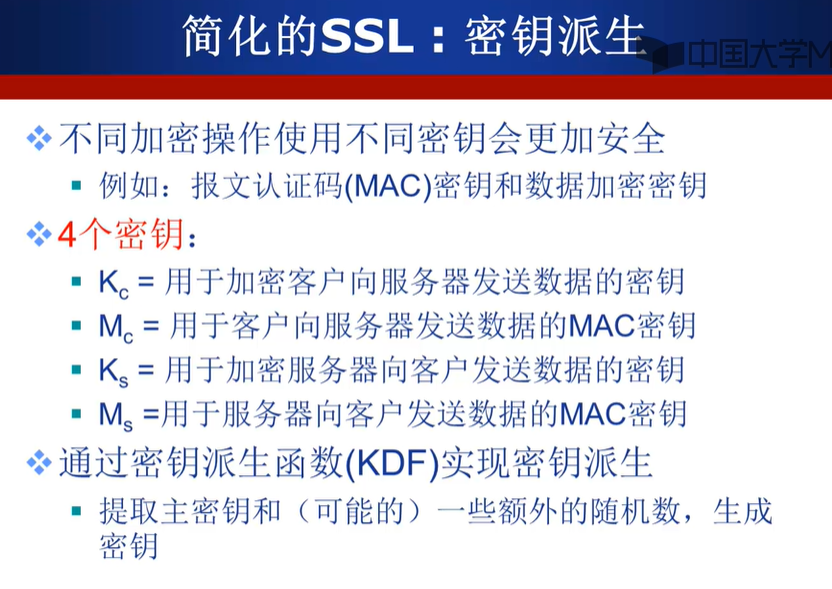 简化的SSL：密钥派生
中国大学M
不同加密操作使用不同密钥会更加安全
例如：报文认证码(MAC)密钥和数据加密密钥
4个密钥：
Kc = 用于加密客户向服务器发送数据的密钥
Mc = 用于客户向服务器发送数据的MAC密钥
Ks = 用于加密服务器向客户发送数据的密钥
Ms =用于服务器向客户发送数据的MAC密钥
通过密钥派生函数(KDF)实现密钥派生
提取主密钥和（可能的）一些额外的随机数，生成
密钥